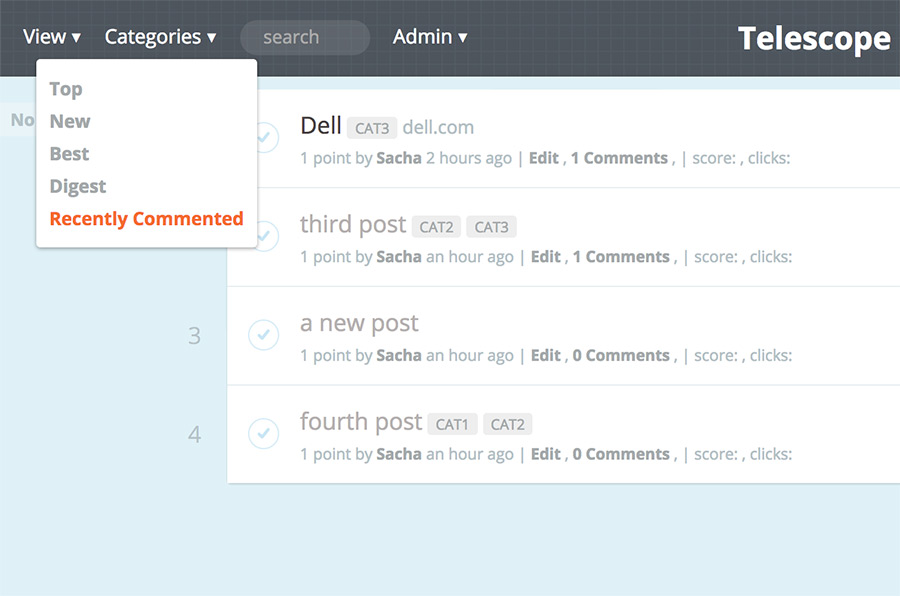 View ▾ Categories ▾ search Admin ▾ Telescope
Top
New
Best
Digest
Recently Commented
No
Dell CAT3 dell.com
1 point by Sacha 2 hours ago | Edit , 1 Comments , | score: , clicks:
third post CAT2 CAT3
1 point by Sacha an hour ago | Edit , 1 Comments , | score: , clicks:
3
a new post
1 point by Sacha an hour ago | Edit , 0 Comments , | score: , clicks:
4
fourth post CAT1 CAT2
1 point by Sacha an hour ago | Edit , 0 Comments , | score: , clicks: